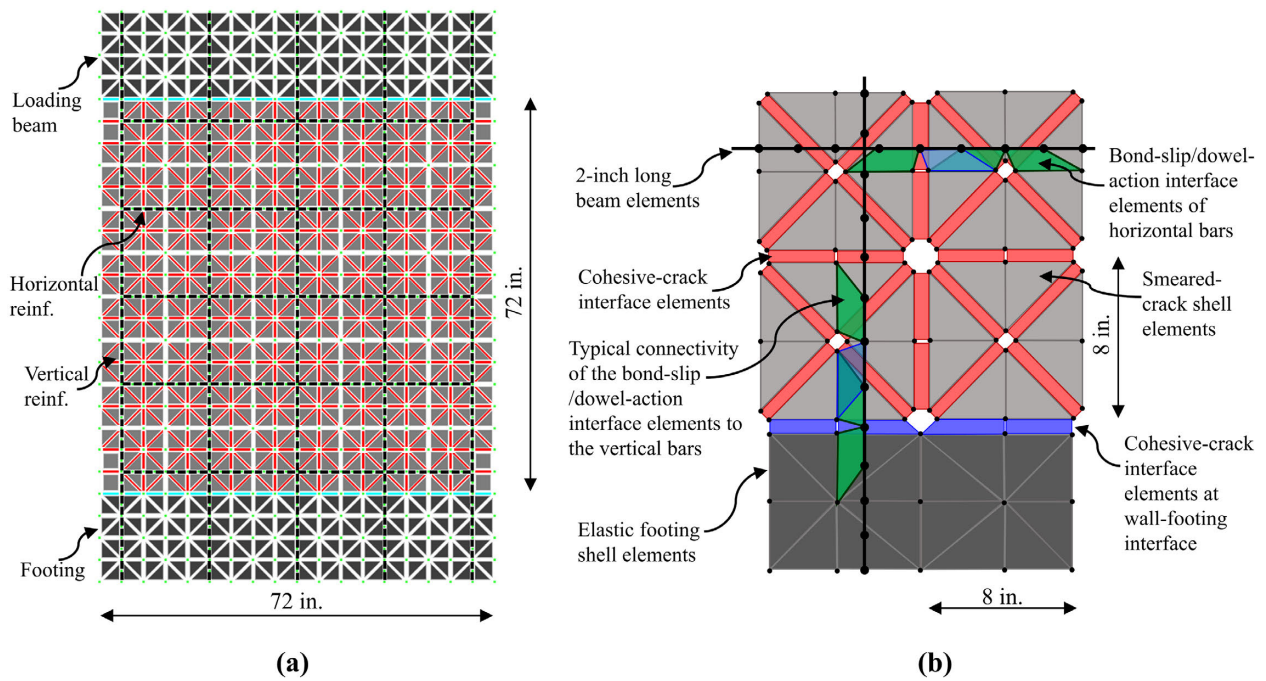 Loading
beam
Horizontal
reinf.
Vertical
reinf.
Footing
72 in.
72 in.
(a)
2-inch long
beam elements
Cohesive-crack
interface elements
Typical connectivity
of the bond-slip
/dowel-action
interface elements to
the vertical bars
Elastic footing
shell elements
Bond-slip/dowel-
action interface
elements of
horizontal bars
Smeared-
crack shell
elements
8 in.
Cohesive-crack
interface
elements at
wall-footing
interface
8 in.
(b)